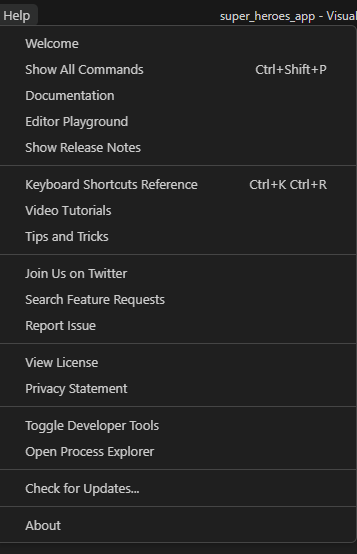 Help super_heroes_app - Visual
Welcome
Show All Commands Ctrl+Shift+P
Documentation
Editor Playground
Show Release Notes
Keyboard Shortcuts Reference Ctrl+K Ctrl+R
Video Tutorials
Tips and Tricks
Join Us on Twitter
Search Feature Requests
Report Issue
View License
Privacy Statement
Toggle Developer Tools
Open Process Explorer
Check for Updates...
About